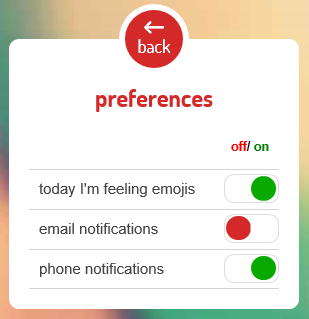 back
preferences
off/ on
today I'm feeling emojis
email notifications
phone notifications